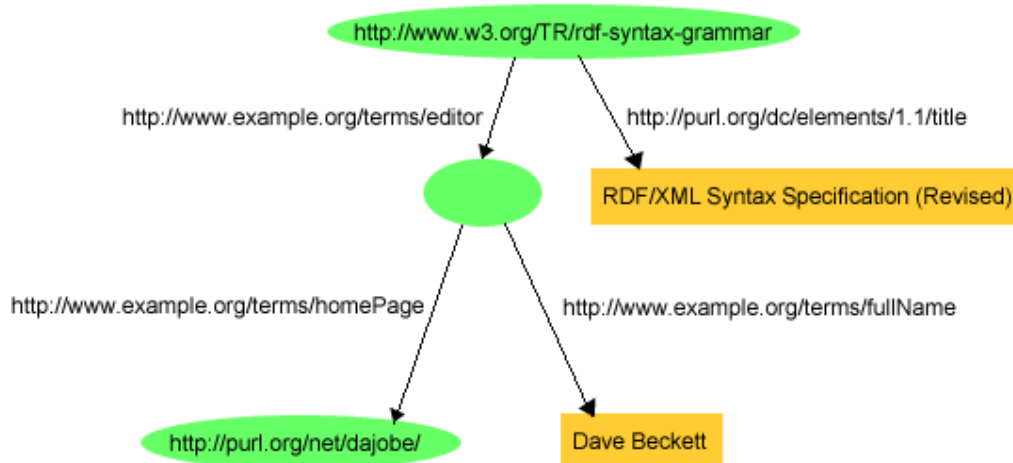 http://www.w3.org/TR/rdf-syntax-grammar
http://www.example.org/terms/editor
http://purl.org/dc/elements/1.1/title
RDF/XML Syntax Specification (Revised)
http://www.example.org/terms/homePage
http://www.example.org/terms/fullName
http://purl.org/net/dajobe/
Dave Beckett